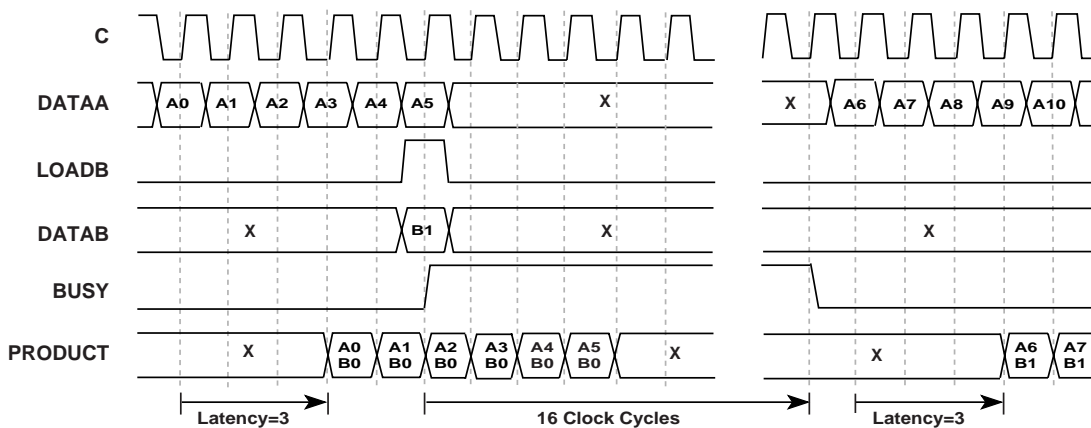 C
DATAA A0 A1 A2 A3 A4 A5 X X A6 A7 A8 A9 A10
LOADB
DATAB X B1 X X
BUSY
PRODUCT X A0 B0 A1 B0 A2 B0 A3 B0 A4 B0 A5 B0 X X A6 B1 A7 B1
Latency=3 16 Clock Cycles Latency=3